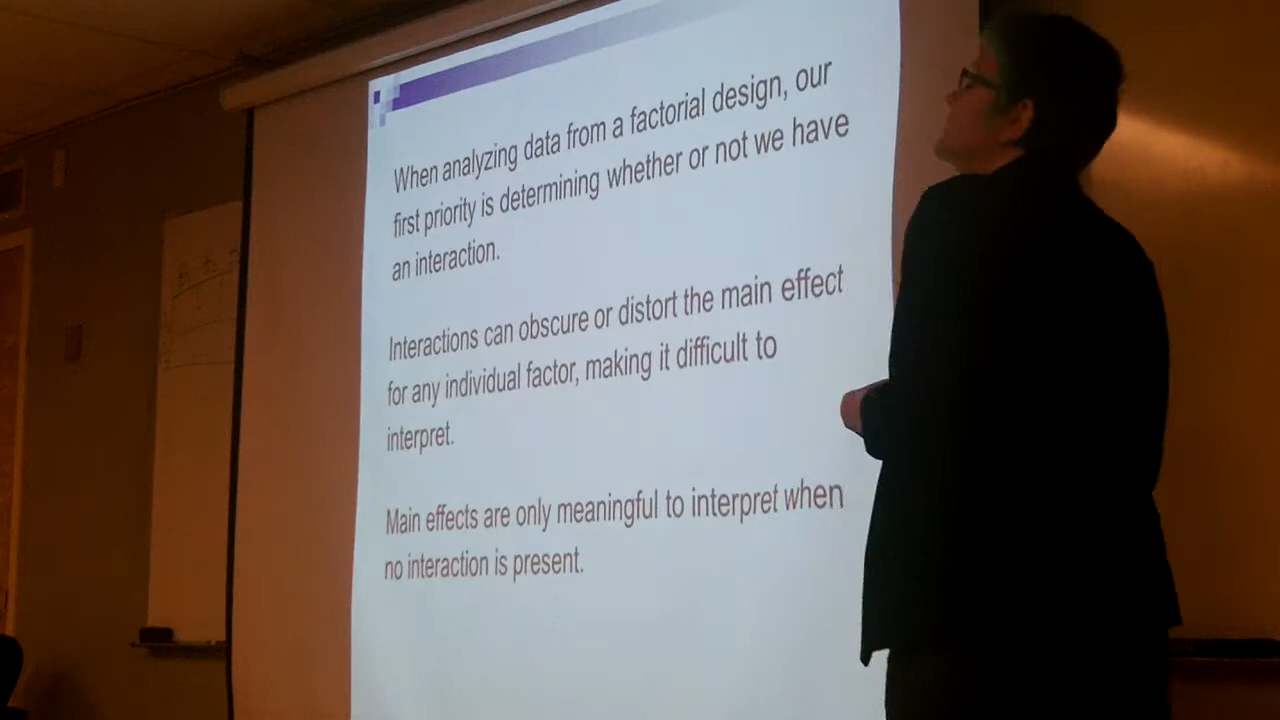 When analyzing data from a factorial design, our
first priority is determining whether or not we have
an interaction.
Interactions can obscure or distort the main effect
for any individual factor, making it difficult to
interpret.
Main effects are only meaningful to interpret when
no interaction is present.